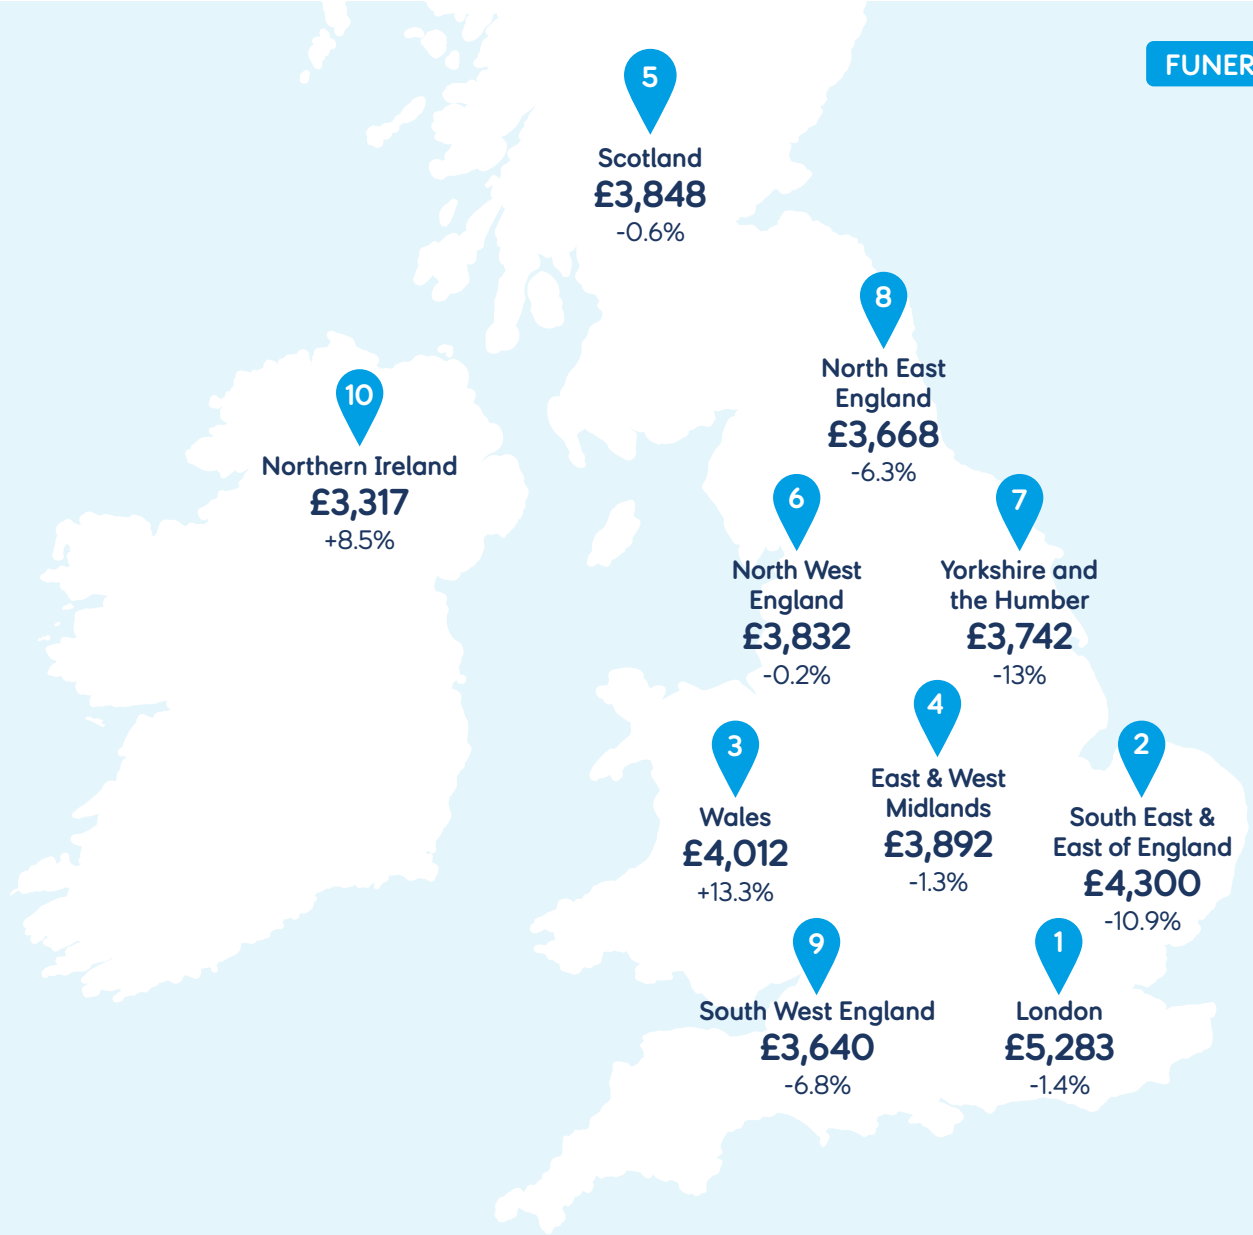 FUNER
5
Scotland
£3,848
-0.6%
8
North East
England
£3,668
-6.3%
10
Northern Ireland
£3,317
+8.5%
6
North West
England
£3,832
-0.2%
7
Yorkshire and
the Humber
£3,742
-13%
4
East & West
Midlands
£3,892
-1.3%
3
Wales
£4,012
+13.3%
2
South East &
East of England
£4,300
-10.9%
9
South West England
£3,640
-6.8%
1
London
£5,283
-1.4%